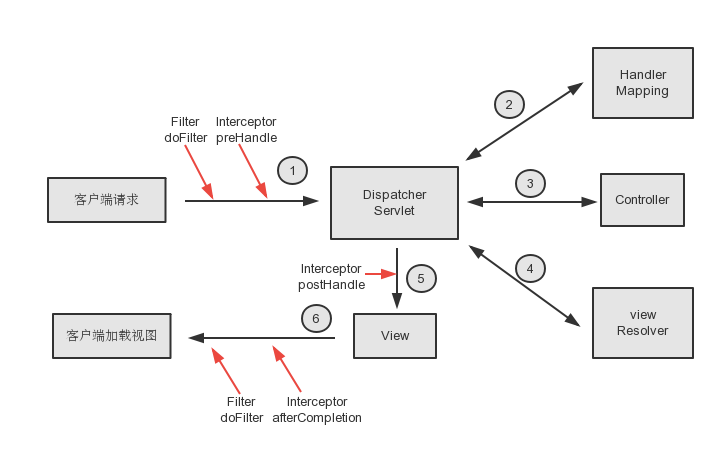 Handler
Mapping
2
Filter
doFilter
Interceptor
preHandle
1
客户端请求
Dispatcher
Servlet
3
Controller
4
Interceptor
postHandle
5
view
Resolver
6
客户端加载视图
View
Filter
doFilter
Interceptor
afterCompletion